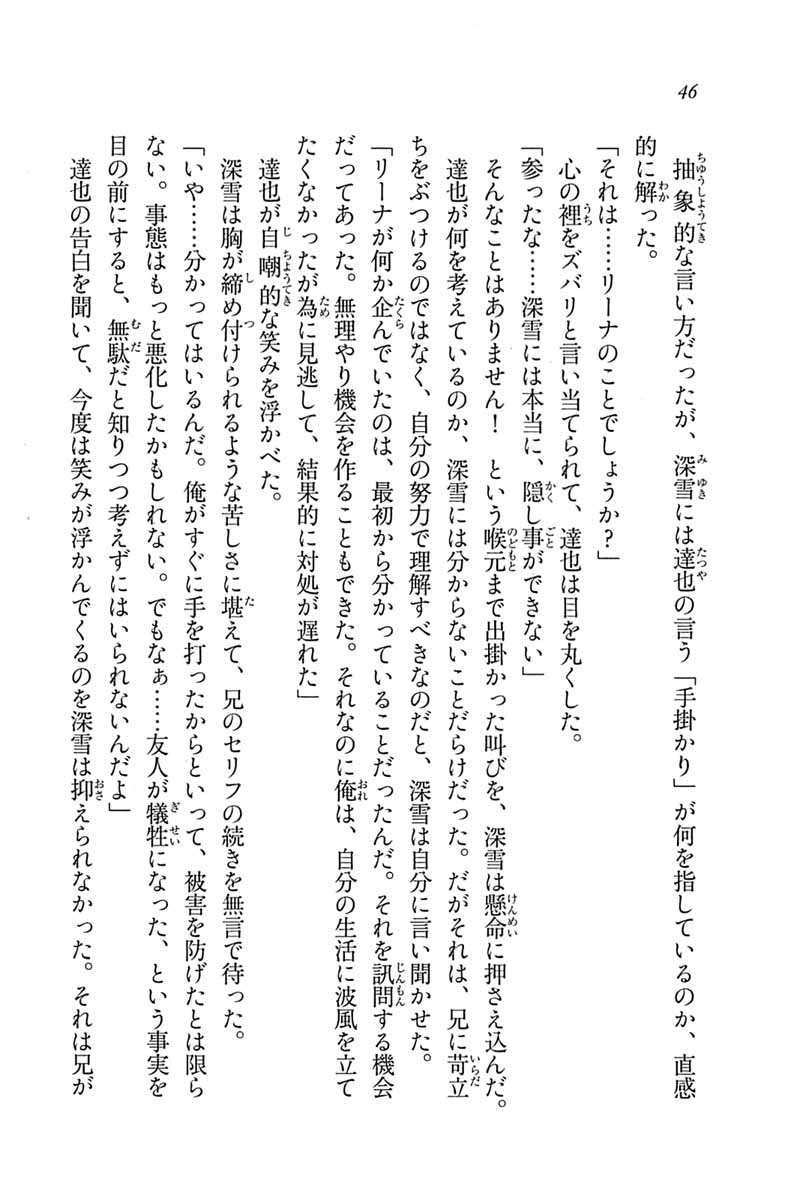 46
抽象的な言い方だったが、深雪には達也の言う「手掛かり」が何を指しているのか、直感
的に解った。
「それは……リーナのことでしょうか?」
心の裡をズバリと言い当てられて、達也は目を丸くした。
「参ったな……深雪には本当に、隠し事ができない」
そんなことはありません!　という喉元まで出掛かった叫びを、深雪は懸命に押さえ込んだ。
達也が何を考えているのか、深雪には分からないことだらけだった。だがそれは、兄に苛立
ちをぶつけるのではなく、自分の努力で理解すべきなのだと、深雪は自分に言い聞かせた。
「リーナが何か企んでいたのは、最初から分かっていることだったんだ。それを訊問する機会
だってあった。無理やり機会を作ることもできた。それなのに俺は、自分の生活に波風を立て
たくなかったが為に見逃して、結果的に対処が遅れた」
達也が自嘲的な笑みを浮かべた。
深雪は胸が締め付けられるような苦しさに堪えて、兄のセリフの続きを無言で待った。
「いや……分かってはいるんだ。俺がすぐに手を打ったからといって、被害を防げたとは限ら
ない。事態はもっと悪化したかもしれない。でもなぁ……友人が犠牲になった、という事実を
目の前にすると、無駄だと知りつつ考えずにはいられないんだよ」
達也の告白を聞いて、今度は笑みが浮かんでくるのを深雪は抑えられなかった。それは兄が